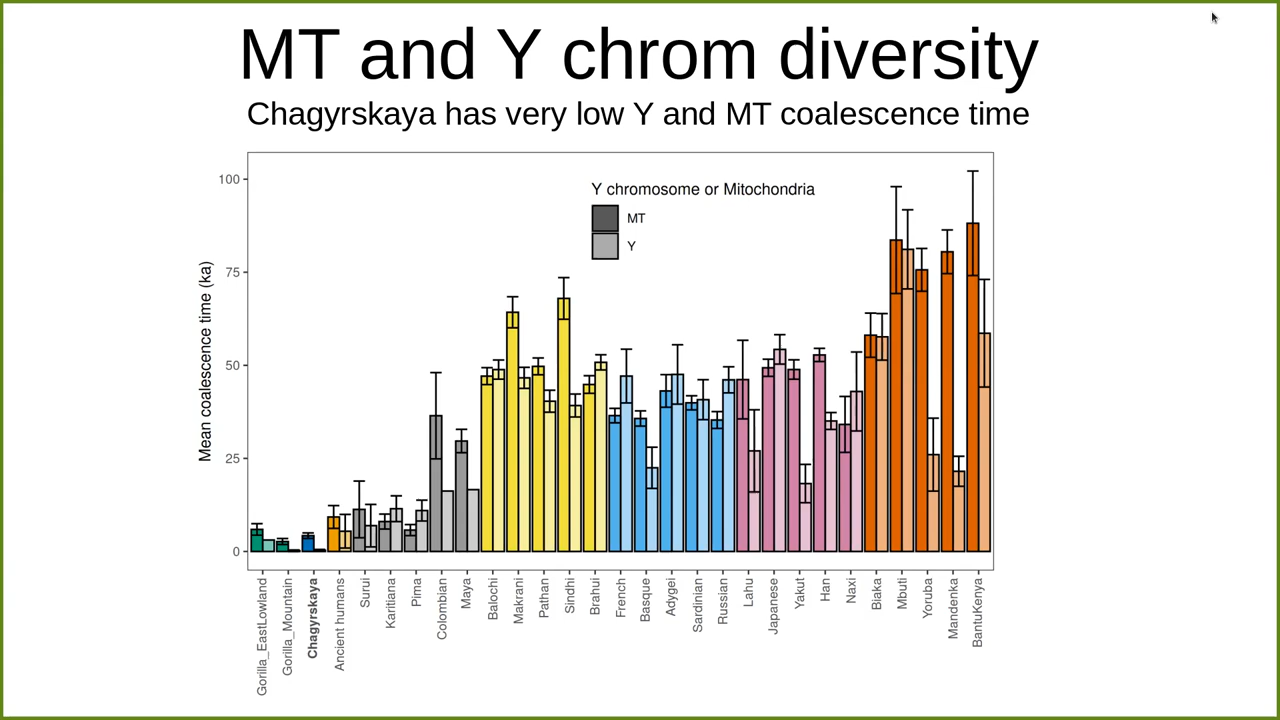 MT and Y chrom diversity
Chagyrskaya has very low Y and MT coalescence time
Y chromosome or Mitochondria
MT
Y
Mean coalescence time (ka)
100
75
50
25
0
Gorilla_EastLowland
Gorilla_Mountain
Chagyrskaya
Ancient humans
Surui
Karitiana
Pima
Colombian
Maya
Balochi
Makrani
Pathan
Sindhi
Brahui
French
Basque
Adygei
Sardinian
Russian
Lahu
Japanese
Yakut
Han
Naxi
Biaka
Mbuti
Yoruba
Mandenka
BantuKenya